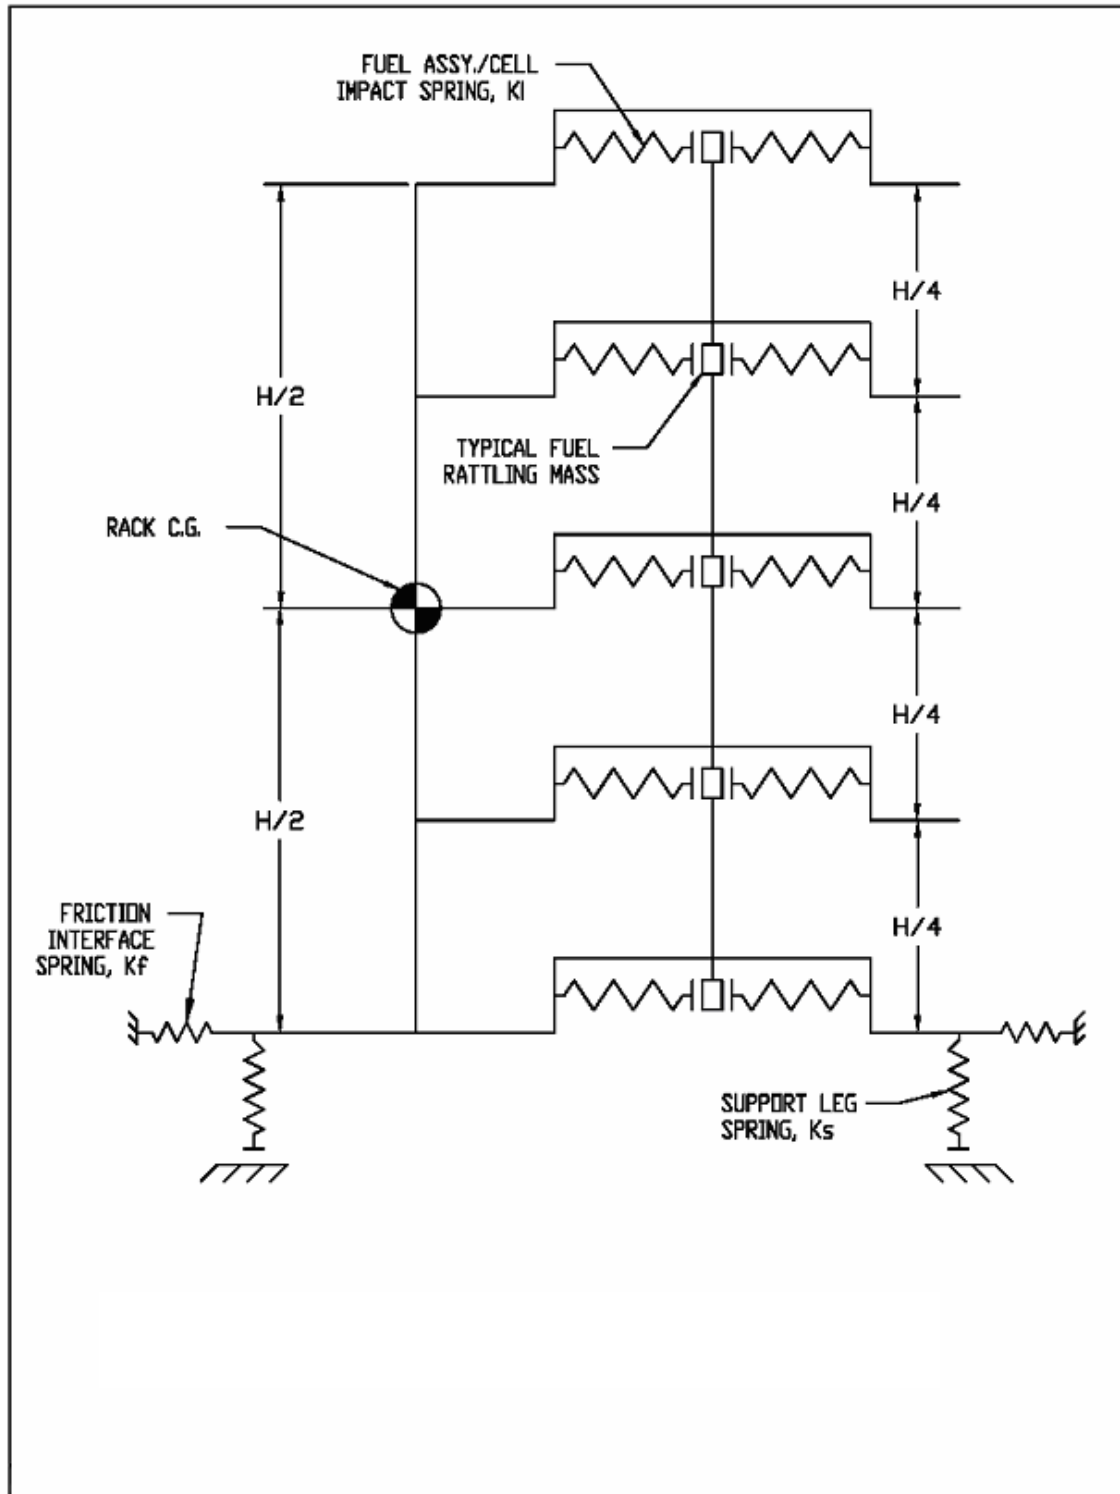 FUEL ASSY./CELL
IMPACT SPRING, KI
H/4
H/2
H/4
TYPICAL FUEL
RATTLING MASS
RACK C.G.
H/4
H/2
H/4
FRICTION
INTERFACE
SPRING, Kf
SUPPORT LEG
SPRING, Ks